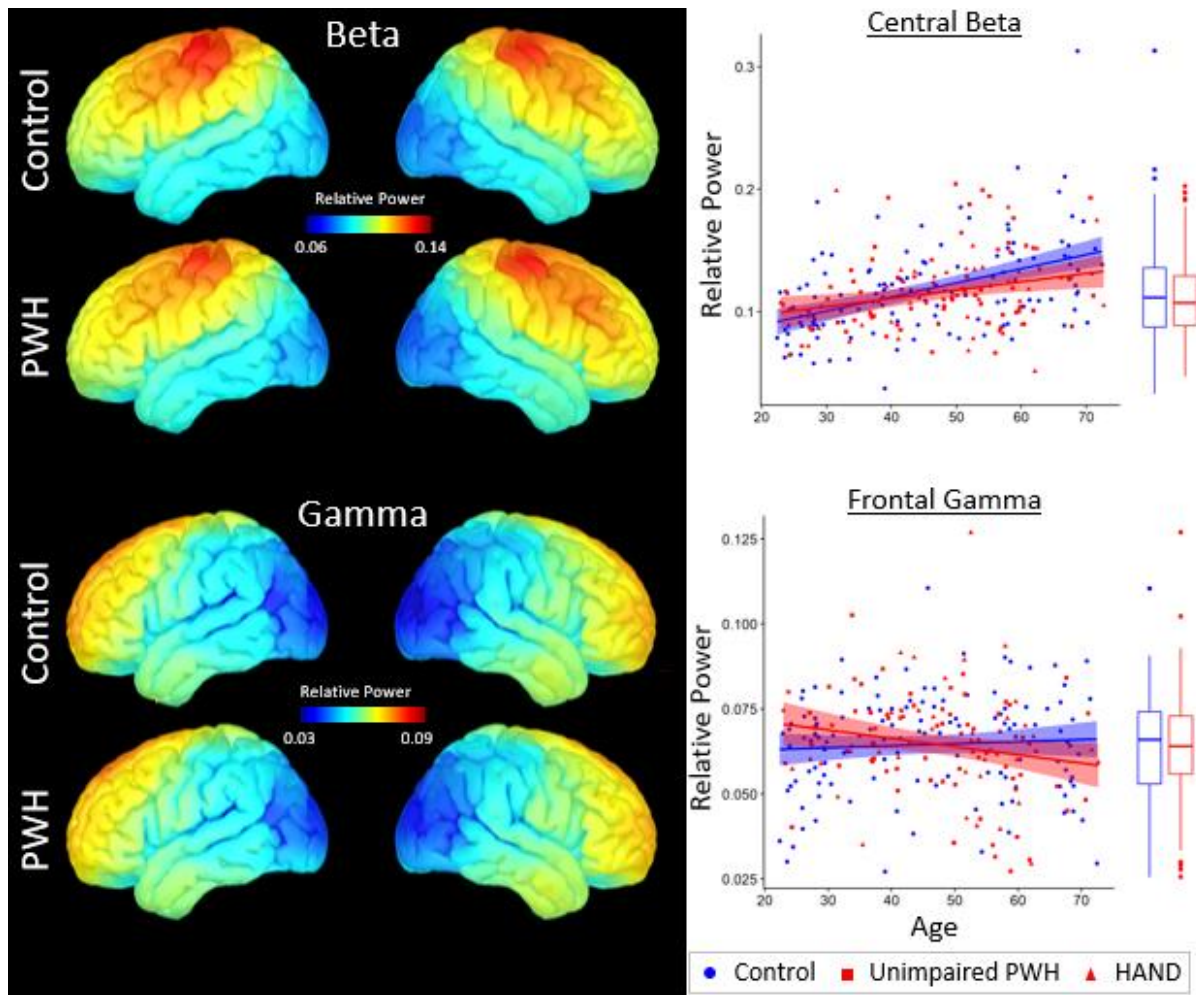 Beta
Control
Relative Power
0.06 0.14
PWH
Gamma
Control
Relative Power
0.03 0.09
PWH
Central Beta
Relative Power
0.3
0.2
0.1
20 30 40 50 60 70
Frontal Gamma
Relative Power
0.125
0.100
0.075
0.050
0.025
20 30 40 50 60 70
Age
Control Unimpaired PWH HAND